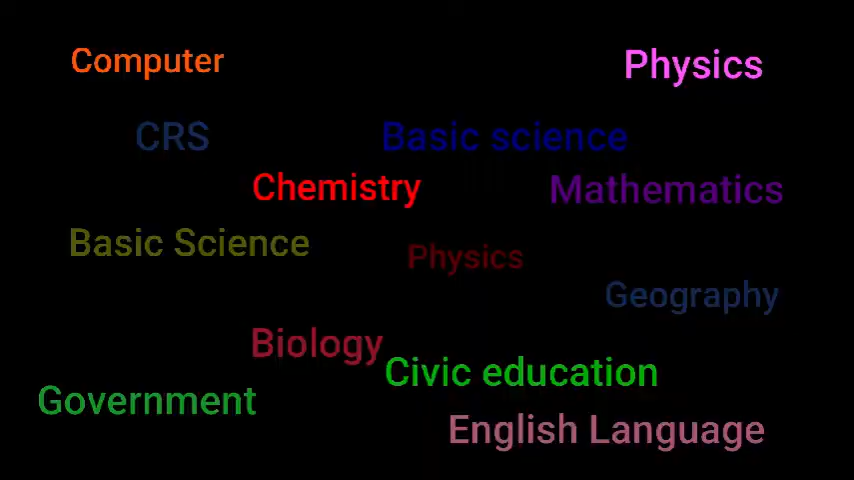 Computer
Physics
CRS
Basic science
Chemistry
Mathematics
Basic Science
Physics
Geography
Biology
Civic education
Government
English Language